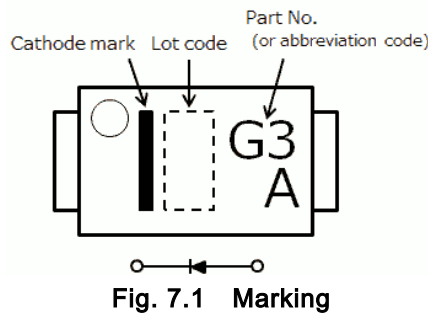 Part No.
Cathode mark Lot code (or abbreviation code)
G3
A
Fig. 7.1 Marking